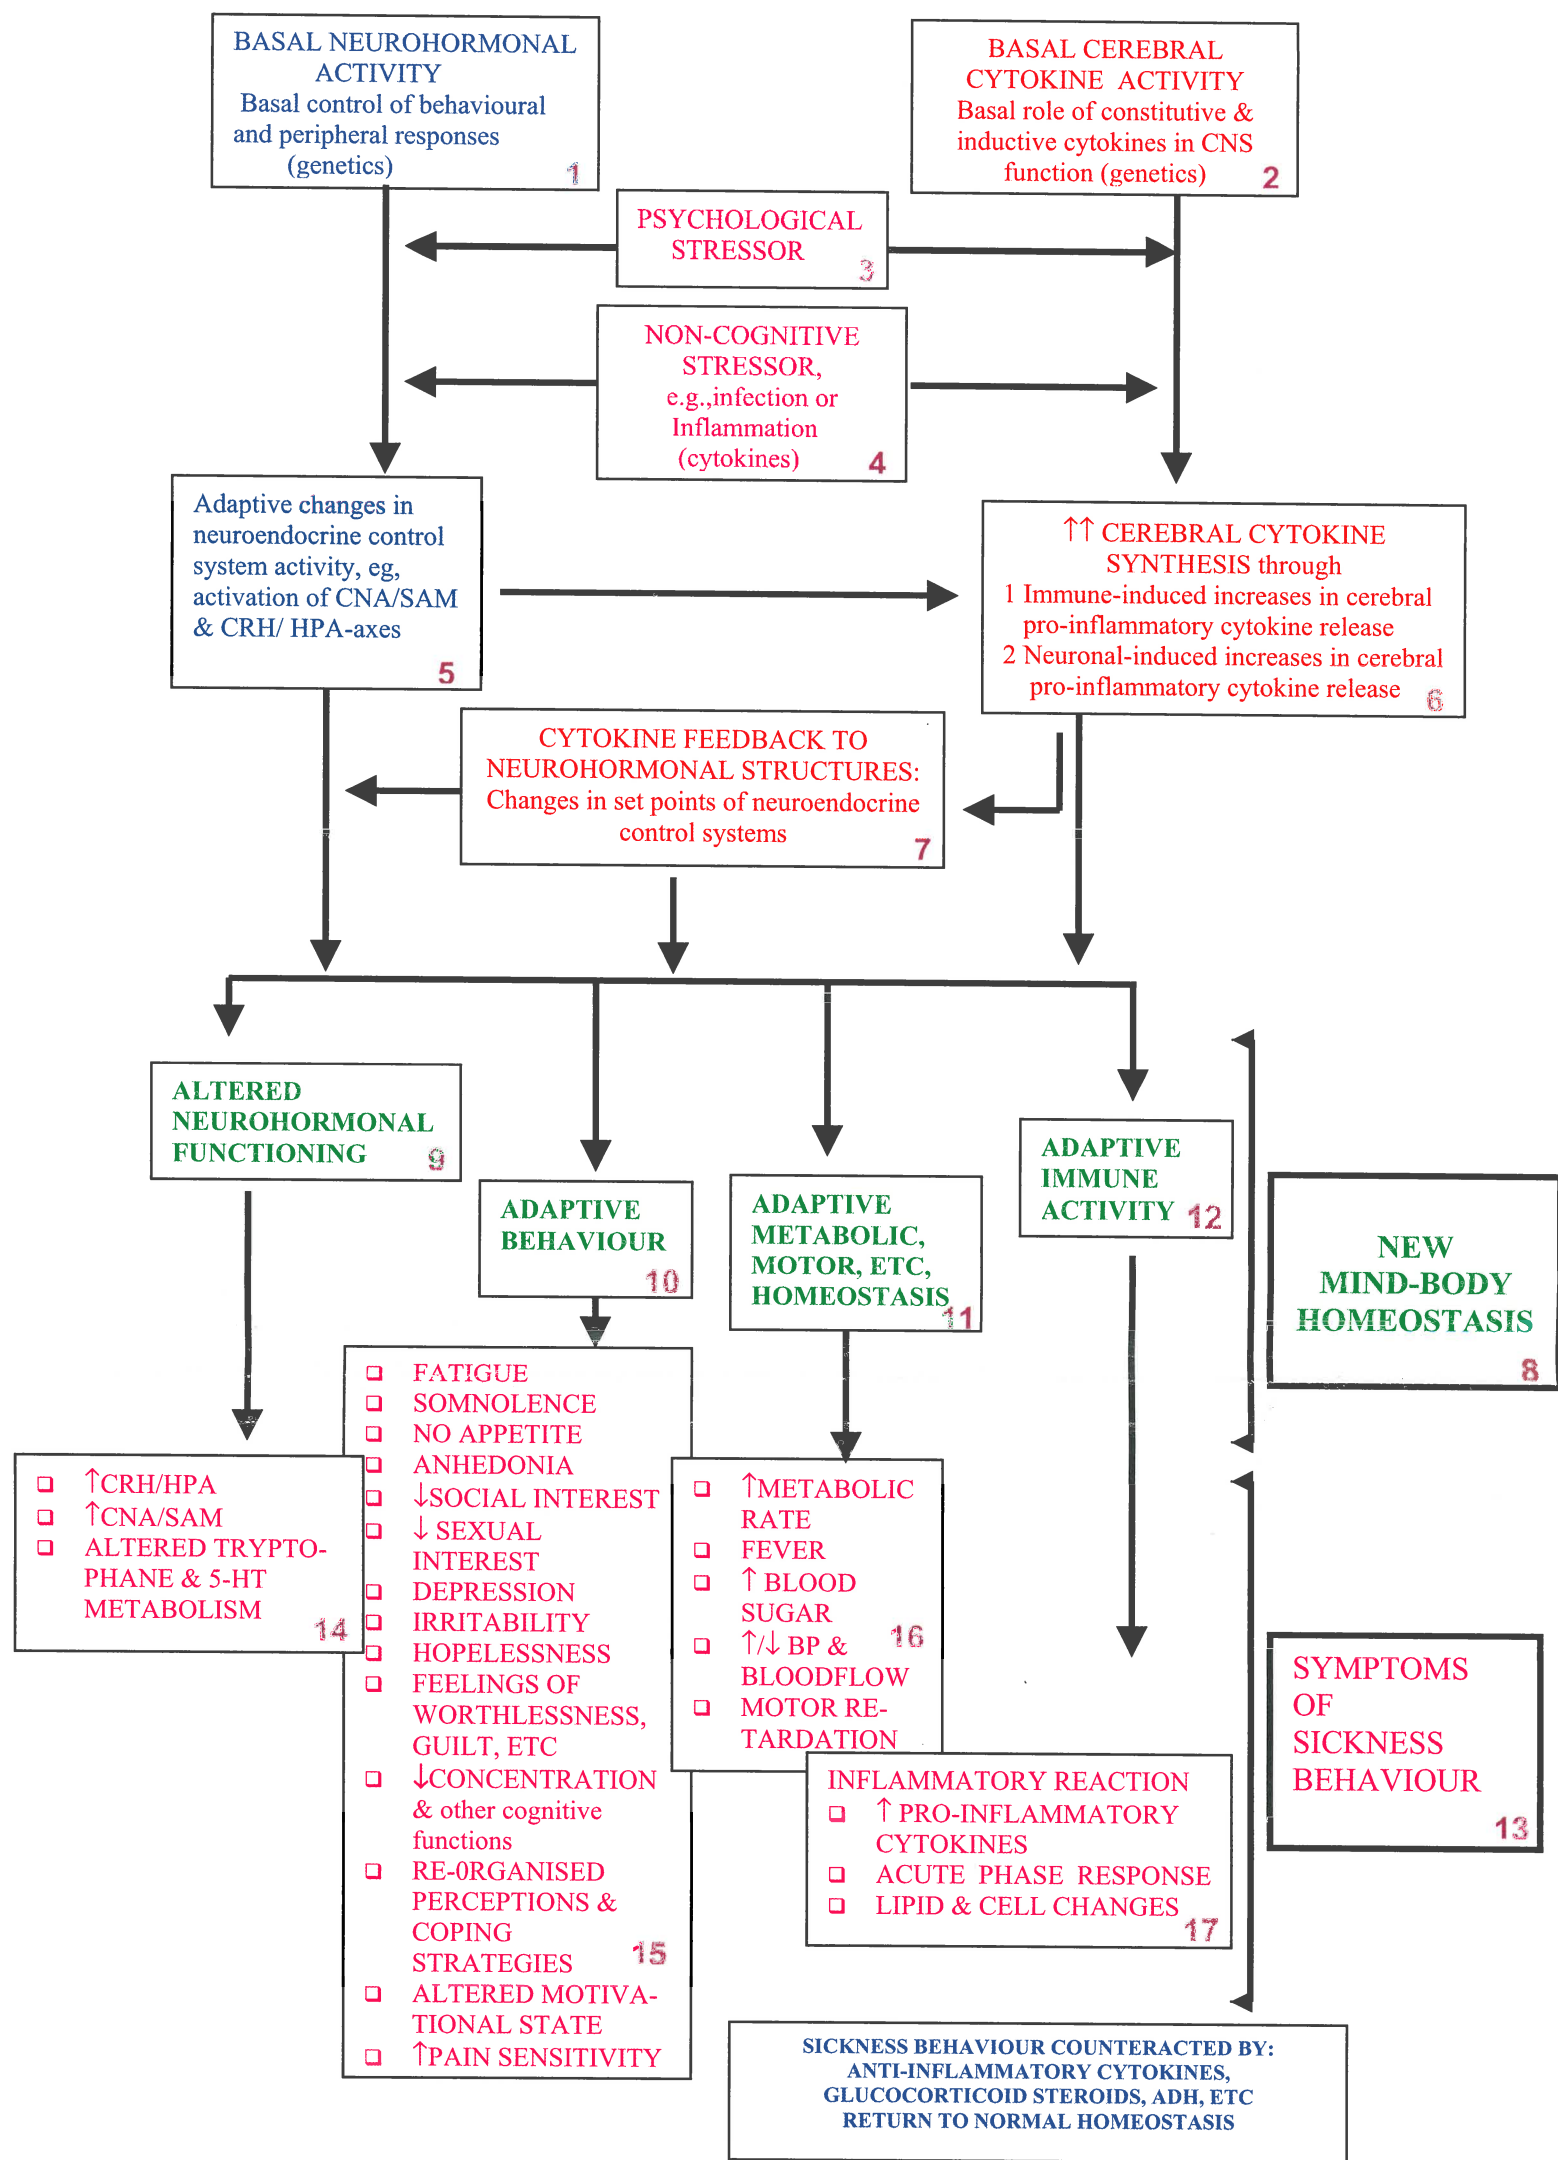 BASAL NEUROHORMONAL
ACTIVITY
Basal control of behavioural
and peripheral responses
(genetics)
1
BASAL CEREBRAL
CYTOKINE ACTIVITY
Basal role of constitutive &
inductive cytokines in CNS
function (genetics)
2
PSYCHOLOGICAL
STRESSOR
3
NON-COGNITIVE
STRESSOR,
e.g.,infection or
Inflammation
(cytokines)
4
Adaptive changes in
neuroendocrine control
system activity, eg,
activation of CNA/SAM
& CRH/ HPA-axes
5
↑↑ CEREBRAL CYTOKINE
SYNTHESIS through
1 Immune-induced increases in cerebral
pro-inflammatory cytokine release
2 Neuronal-induced increases in cerebral
pro-inflammatory cytokine release
6
CYTOKINE FEEDBACK TO
NEUROHORMONAL STRUCTURES:
Changes in set points of neuroendocrine
control systems
7
ALTERED
NEUROHORMONAL
FUNCTIONING
9
ADAPTIVE
BEHAVIOUR
10
ADAPTIVE
METABOLIC,
MOTOR, ETC,
HOMEOSTASIS
11
ADAPTIVE
IMMUNE
ACTIVITY
12
NEW
MIND-BODY
HOMEOSTASIS
8
❑ ↑CRH/HPA
❑ ↑CNA/SAM
❑ ALTERED TRYPTO-
PHANE & 5-HT
METABOLISM
14
❑ FATIGUE
❑ SOMNOLENCE
❑ NO APPETITE
❑ ANHEDONIA
❑ ↓SOCIAL INTEREST
❑ ↓ SEXUAL
INTEREST
❑ DEPRESSION
❑ IRRITABILITY
❑ HOPELESSNESS
❑ FEELINGS OF
WORTHLESSNESS,
GUILT, ETC
❑ ↓CONCENTRATION
& other cognitive
functions
❑ RE-0RGANISED
PERCEPTIONS &
COPING
STRATEGIES
15
❑ ALTERED MOTIVA-
TIONAL STATE
❑ ↑PAIN SENSITIVITY
❑ ↑METABOLIC
RATE
❑ FEVER
❑ ↑ BLOOD
SUGAR
16
❑ ↑/↓ BP &
BLOODFLOW
❑ MOTOR RE-
TARDATION
INFLAMMATORY REACTION
❑ ↑ PRO-INFLAMMATORY
CYTOKINES
❑ ACUTE PHASE RESPONSE
❑ LIPID & CELL CHANGES
17
SYMPTOMS
OF
SICKNESS
BEHAVIOUR
13
SICKNESS BEHAVIOUR COUNTERACTED BY:
ANTI-INFLAMMATORY CYTOKINES,
GLUCOCORTICOID STEROIDS, ADH, ETC
RETURN TO NORMAL HOMEOSTASIS